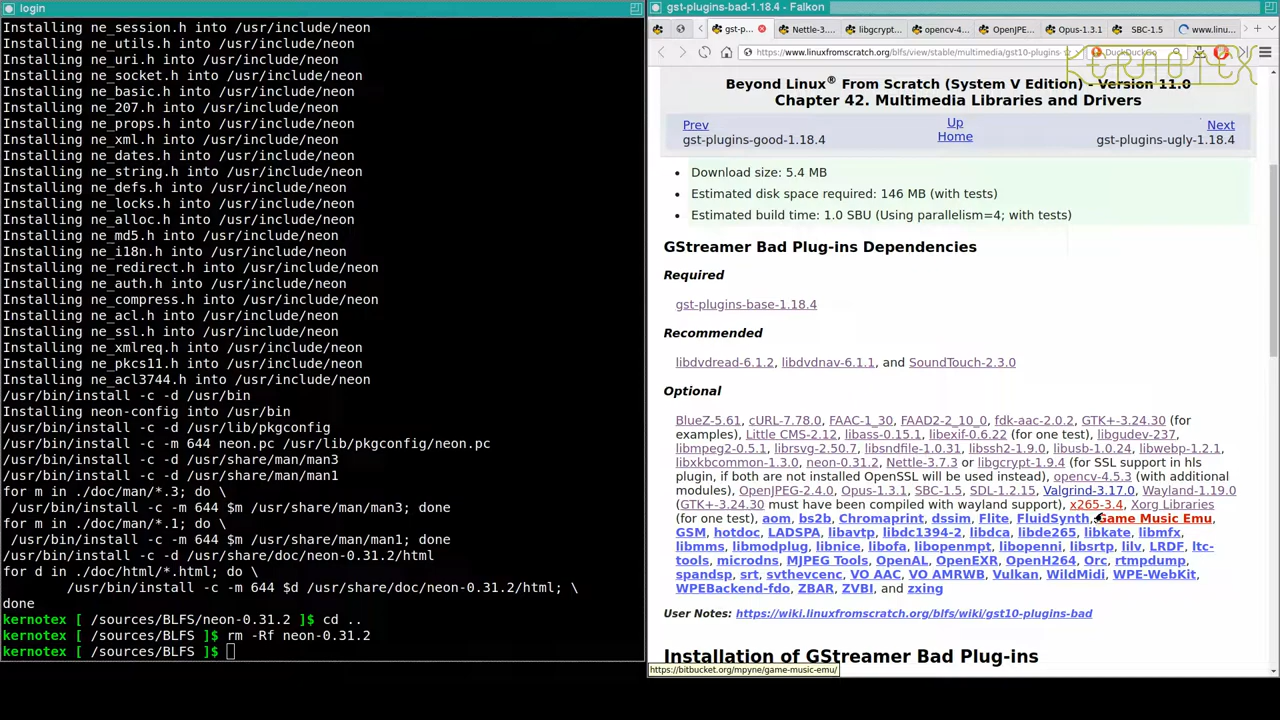 login
Installing ne_session.h into /usr/include/neon
Installing ne_utils.h into /usr/include/neon
Installing ne_uri.h into /usr/include/neon
Installing ne_socket.h into /usr/include/neon
Installing ne_basic.h into /usr/include/neon
Installing ne_207.h into /usr/include/neon
Installing ne_props.h into /usr/include/neon
Installing ne_xml.h into /usr/include/neon
Installing ne_dates.h into /usr/include/neon
Installing ne_string.h into /usr/include/neon
Installing ne_defs.h into /usr/include/neon
Installing ne_locks.h into /usr/include/neon
Installing ne_alloc.h into /usr/include/neon
Installing ne_md5.h into /usr/include/neon
Installing ne_i18n.h into /usr/include/neon
Installing ne_redirect.h into /usr/include/neon
Installing ne_auth.h into /usr/include/neon
Installing ne_compress.h into /usr/include/neon
Installing ne_acl.h into /usr/include/neon
Installing ne_ssl.h into /usr/include/neon
Installing ne_xmlreq.h into /usr/include/neon
Installing ne_pkcs11.h into /usr/include/neon
Installing ne_acl3744.h into /usr/include/neon
/usr/bin/install -c -d /usr/bin
Installing neon-config into /usr/bin
/usr/bin/install -c -d /usr/lib/pkgconfig
/usr/bin/install -c -m 644 neon.pc /usr/lib/pkgconfig/neon.pc
/usr/bin/install -c -d /usr/share/man/man3
/usr/bin/install -c -d /usr/share/man/man1
for m in ./doc/man/*.3; do \
        /usr/bin/install -c -m 644 $m /usr/share/man/man3; done
for m in ./doc/man/*.1; do \
        /usr/bin/install -c -m 644 $m /usr/share/man/man1; done
/usr/bin/install -c -d /usr/share/doc/neon-0.31.2/html
for d in ./doc/html/*.html; do \
        /usr/bin/install -c -m 644 $d /usr/share/doc/neon-0.31.2/html; \
done
kernotex [ /sources/BLFS/neon-0.31.2 ]$ cd ..
kernotex [ /sources/BLFS ]$ rm -Rf neon-0.31.2
kernotex [ /sources/BLFS ]$
gst-plugins-bad-1.18.4 - Falkon
gst-p... Nettle-3.7... libgcrypt-... opencv-4.... OpenJPE... Opus-1.3.1 SBC-1.5 www.linu...
https://www.linuxfromscratch.org/blfs/view/stable/multimedia/gst10-plugins- DuckDuckGo
KERNOTEX
Beyond Linux® From Scratch (System V Edition) - Version 11.0
Chapter 42. Multimedia Libraries and Drivers
Prev Up Next
gst-plugins-good-1.18.4 Home gst-plugins-ugly-1.18.4
• Download size: 5.4 MB
• Estimated disk space required: 146 MB (with tests)
• Estimated build time: 1.0 SBU (Using parallelism=4; with tests)
GStreamer Bad Plug-ins Dependencies
Required
gst-plugins-base-1.18.4
Recommended
libdvdread-6.1.2, libdvdnav-6.1.1, and SoundTouch-2.3.0
Optional
BlueZ-5.61, cURL-7.78.0, FAAC-1_30, FAAD2-2_10_0, fdk-aac-2.0.2, GTK+-3.24.30 (for
examples), Little CMS-2.12, libass-0.15.1, libexif-0.6.22 (for one test), libgudev-237,
libmpeg2-0.5.1, librsvg-2.50.7, libsndfile-1.0.31, libssh2-1.9.0, libusb-1.0.24, libwebp-1.2.1,
libxkbcommon-1.3.0, neon-0.31.2, Nettle-3.7.3 or libgcrypt-1.9.4 (for SSL support in hls
plugin, if both are not installed OpenSSL will be used instead), opencv-4.5.3 (with additional
modules), OpenJPEG-2.4.0, Opus-1.3.1, SBC-1.5, SDL-1.2.15, Valgrind-3.17.0, Wayland-1.19.0
(GTK+-3.24.30 must have been compiled with wayland support), x265-3.4, Xorg Libraries
(for one test), aom, bs2b, Chromaprint, dssim, Flite, FluidSynth, Game Music Emu,
GSM, hotdoc, LADSPA, libavtp, libdc1394-2, libdca, libde265, libkate, libmfx,
libmms, libmodplug, libnice, libofa, libopenmpt, libopenni, libsrtp, lilv, LRDF, ltc-
tools, microdns, MJPEG Tools, OpenAL, OpenEXR, OpenH264, Orc, rtmpdump,
spandsp, srt, svthevcenc, VO AAC, VO AMRWB, Vulkan, WildMidi, WPE-WebKit,
WPEBackend-fdo, ZBAR, ZVBI, and zxing
User Notes: https://wiki.linuxfromscratch.org/blfs/wiki/gst10-plugins-bad
Installation of GStreamer Bad Plug-ins
https://bitbucket.org/mpyne/game-music-emu/